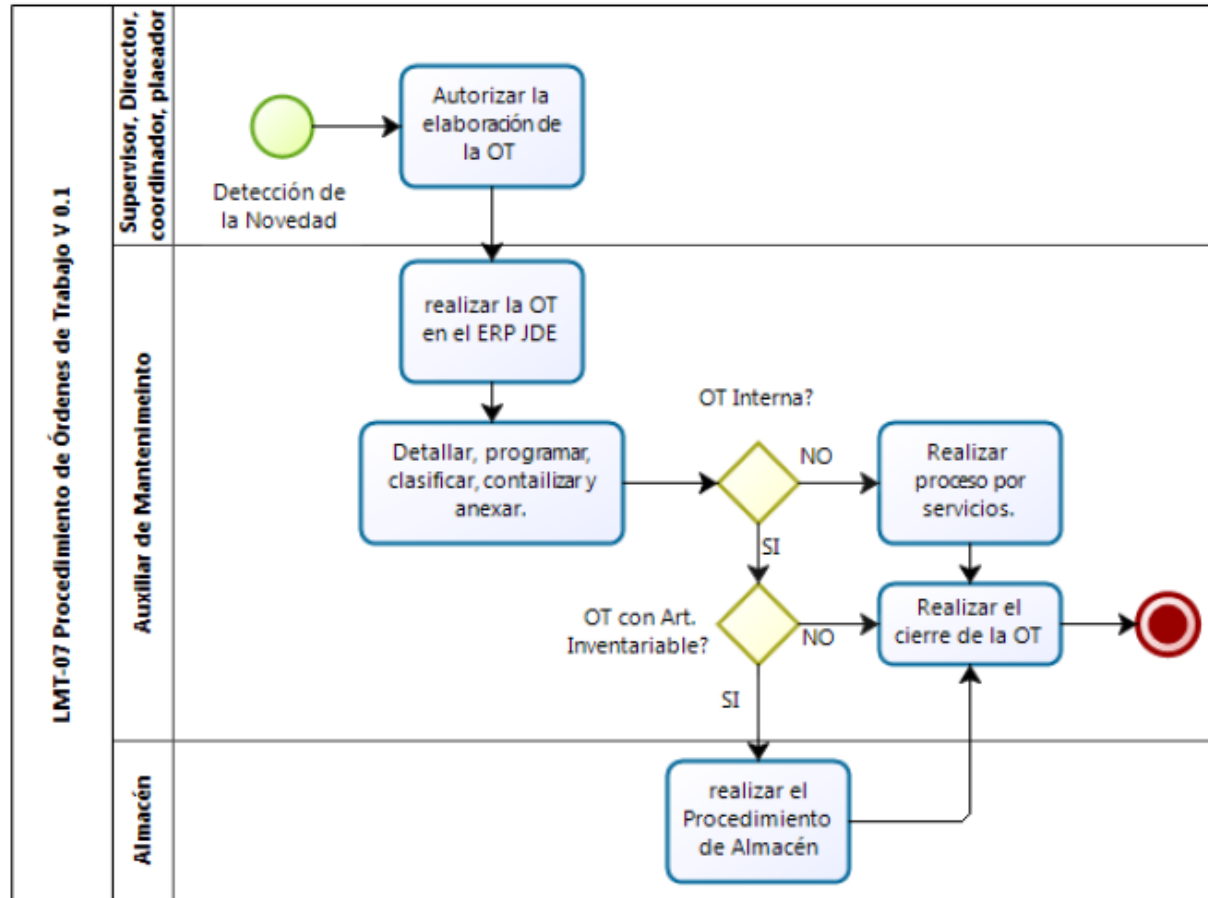 LMT-07 Procedimiento de Órdenes de Trabajo V 0.1
Supervisor, Direcctor,
coordinador, plaeador
Detección de
la Novedad
Autorizar la
elaboración de
la OT
Auxiliar de Mantenimeinto
realizar la OT
en el ERP JDE
Detallar, programar,
clasificar, contailizar y
anexar.
OT Interna?
NO
Realizar
proceso por
servicios.
SI
OT con Art.
Inventariable?
NO
Realizar el
cierre de la OT
SI
Almacén
realizar el
Procedimiento
de Almacén